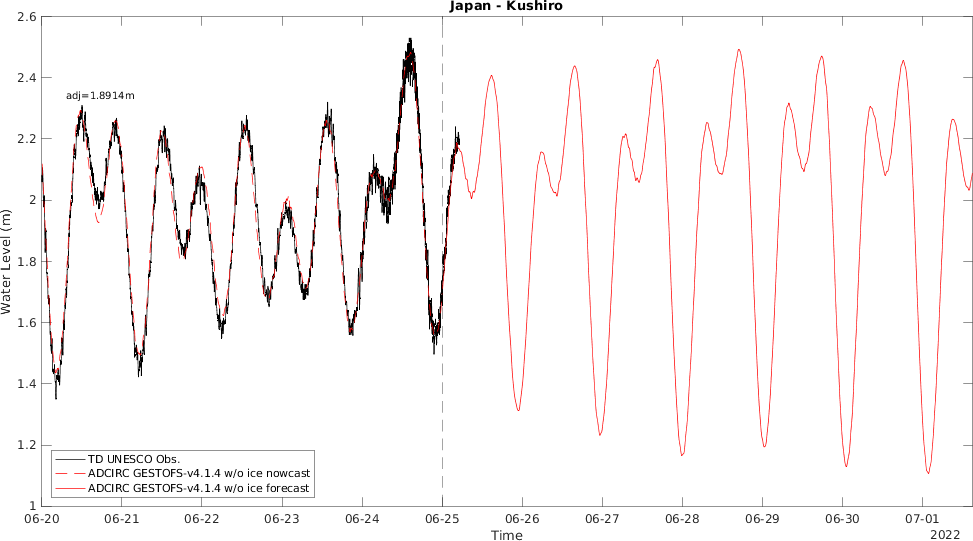 Japan - Kushiro
2.6
2.4
adj=1.8914m
2.2
2
1.8
1.6
1.4
1.2
1
Water Level (m)
TD UNESCO Obs.
ADCIRC GESTOFS-v4.1.4 w/o ice nowcast
ADCIRC GESTOFS-v4.1.4 w/o ice forecast
06-20 06-21 06-22 06-23 06-24 06-25 06-26 06-27 06-28 06-29 06-30 07-01
Time
2022